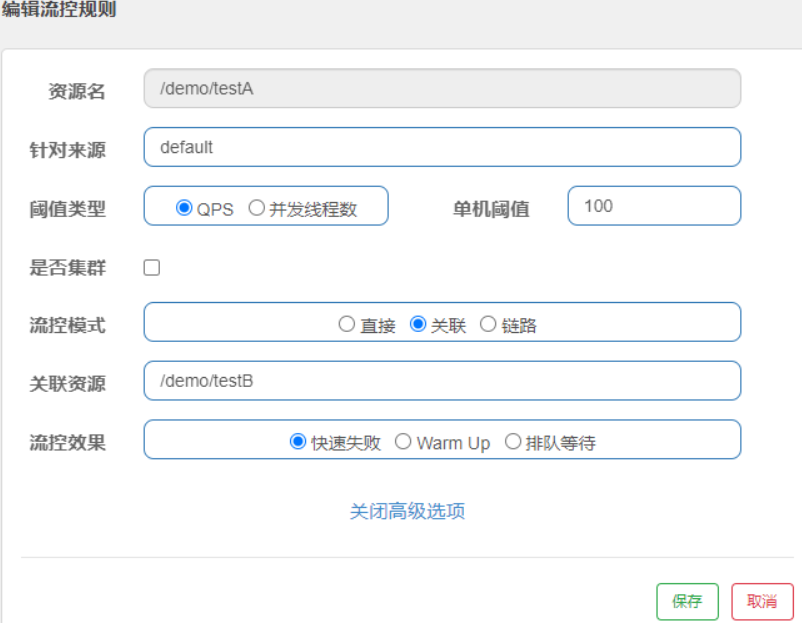 编辑流控规则
资源名 /demo/testA
针对来源 default
阈值类型 QPS 并发线程数 单机阈值 100
是否集群
流控模式 直接 关联 链路
关联资源 /demo/testB
流控效果 快速失败 Warm Up 排队等待
关闭高级选项
保存 取消